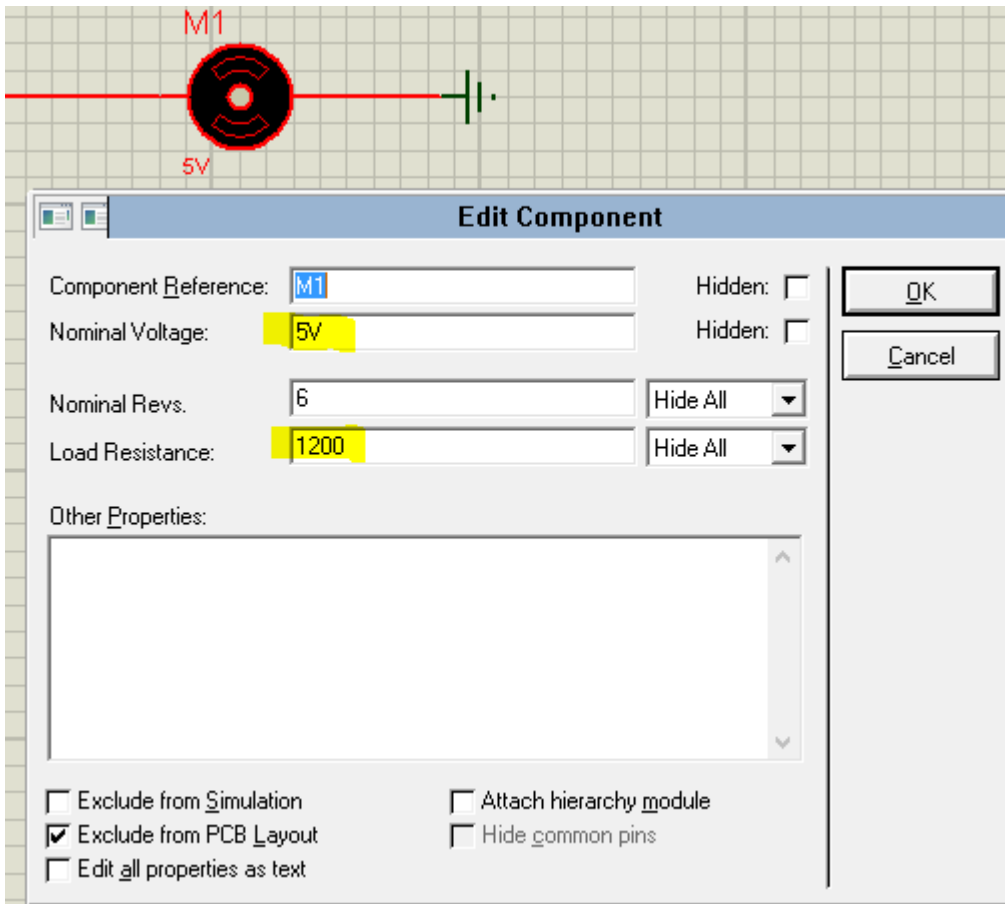 M1
5V
Edit Component
Component Reference: M1 Hidden:
OK
Nominal Voltage: 5V Hidden:
Cancel
Nominal Revs. 6 Hide All
Load Resistance: 1200 Hide All
Other Properties:
Exclude from Simulation Attach hierarchy module
Exclude from PCB Layout Hide common pins
Edit all properties as text